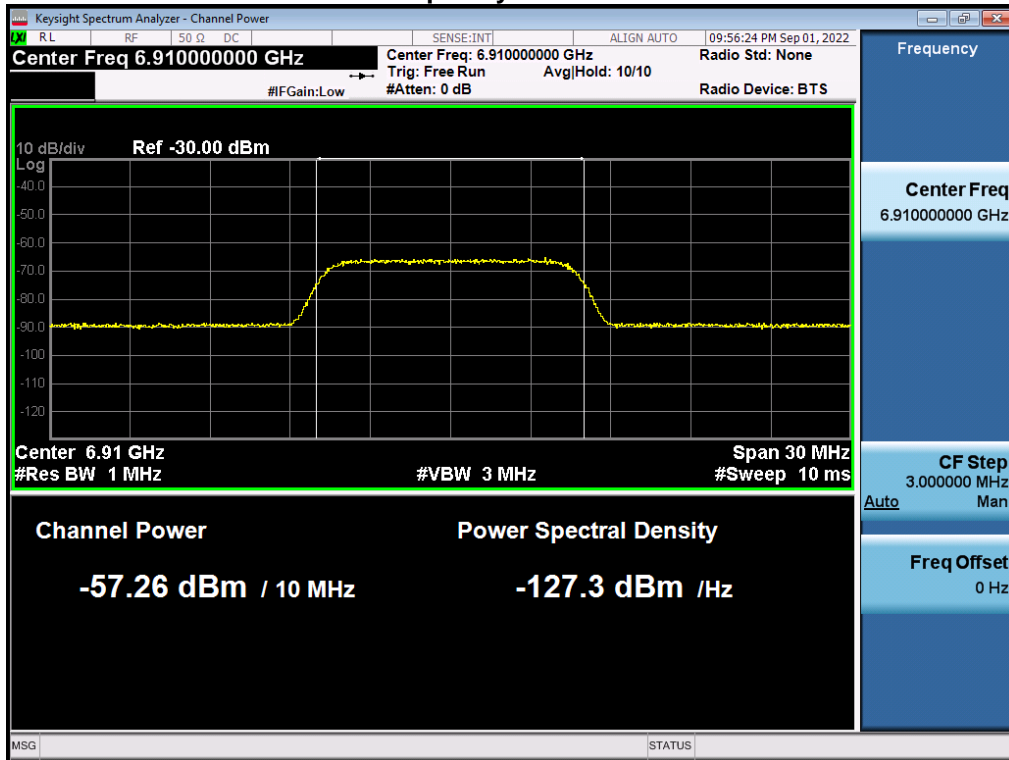 Keysight Spectrum Analyzer - Channel Power
LXI RL RF 50 Ω DC SENSE:INT ALIGN AUTO 09:56:24 PM Sep 01, 2022
Center Freq 6.910000000 GHz
#IFGain:Low
Center Freq: 6.910000000 GHz
Trig: Free Run Avg|Hold: 10/10
#Atten: 0 dB
Radio Std: None
Radio Device: BTS
10 dB/div Ref -30.00 dBm
Log
-40.0
-50.0
-60.0
-70.0
-80.0
-90.0
-100
-110
-120
Center 6.91 GHz Span 30 MHz
#Res BW 1 MHz #VBW 3 MHz #Sweep 10 ms
Channel Power Power Spectral Density
-57.26 dBm / 10 MHz -127.3 dBm /Hz
Frequency
Center Freq
6.910000000 GHz
CF Step
3.000000 MHz
Auto Man
Freq Offset
0 Hz
MSG STATUS